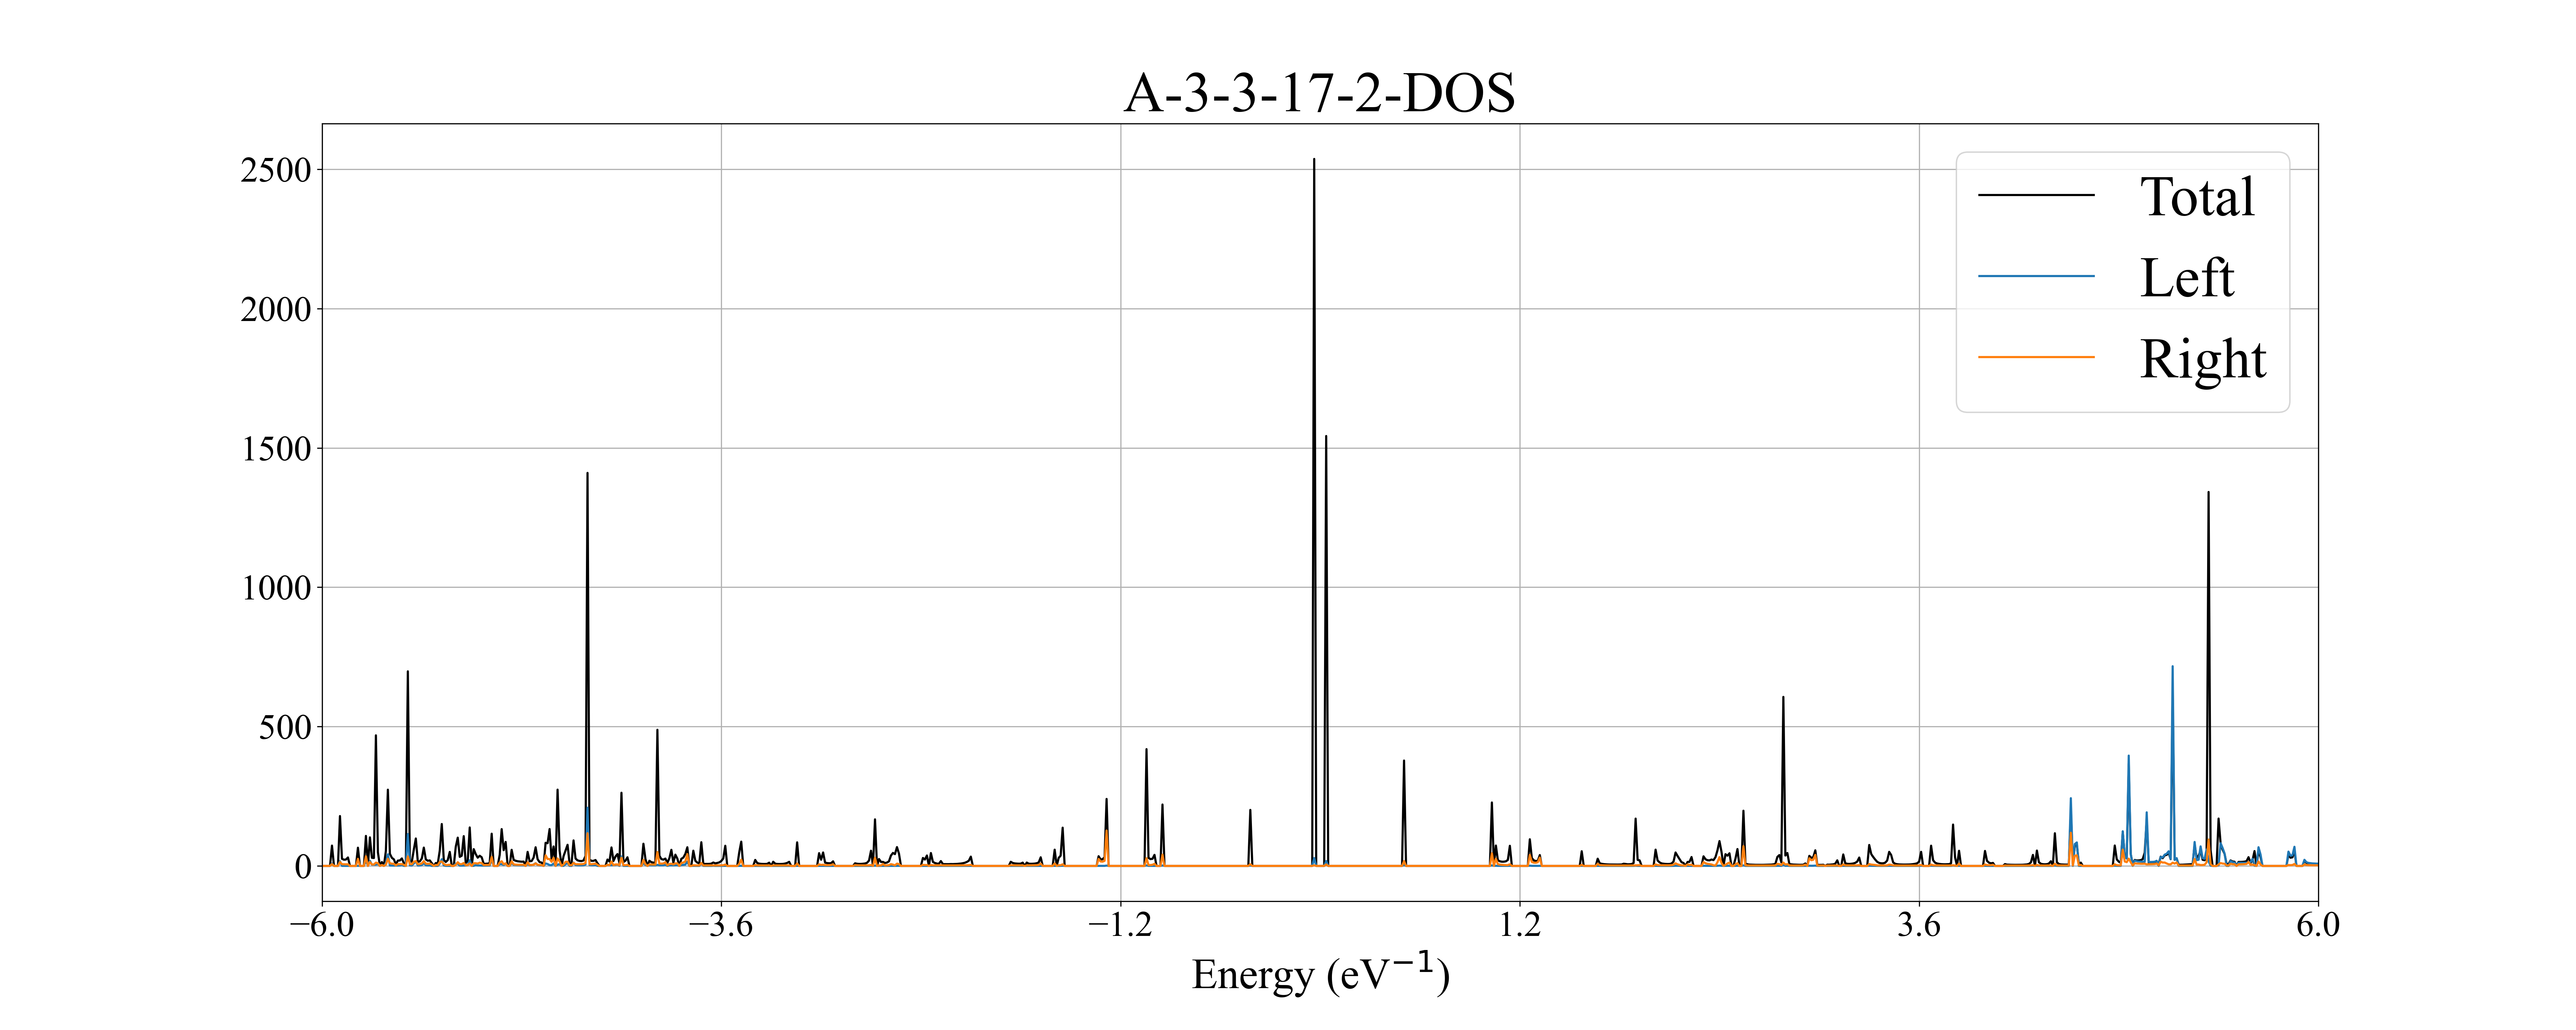 A-3-3-17-2-DOS
2500
2000
1500
1000
500
0
−6.0 −3.6 −1.2 1.2 3.6 6.0
Energy (eV⁻¹)
Total
Left
Right